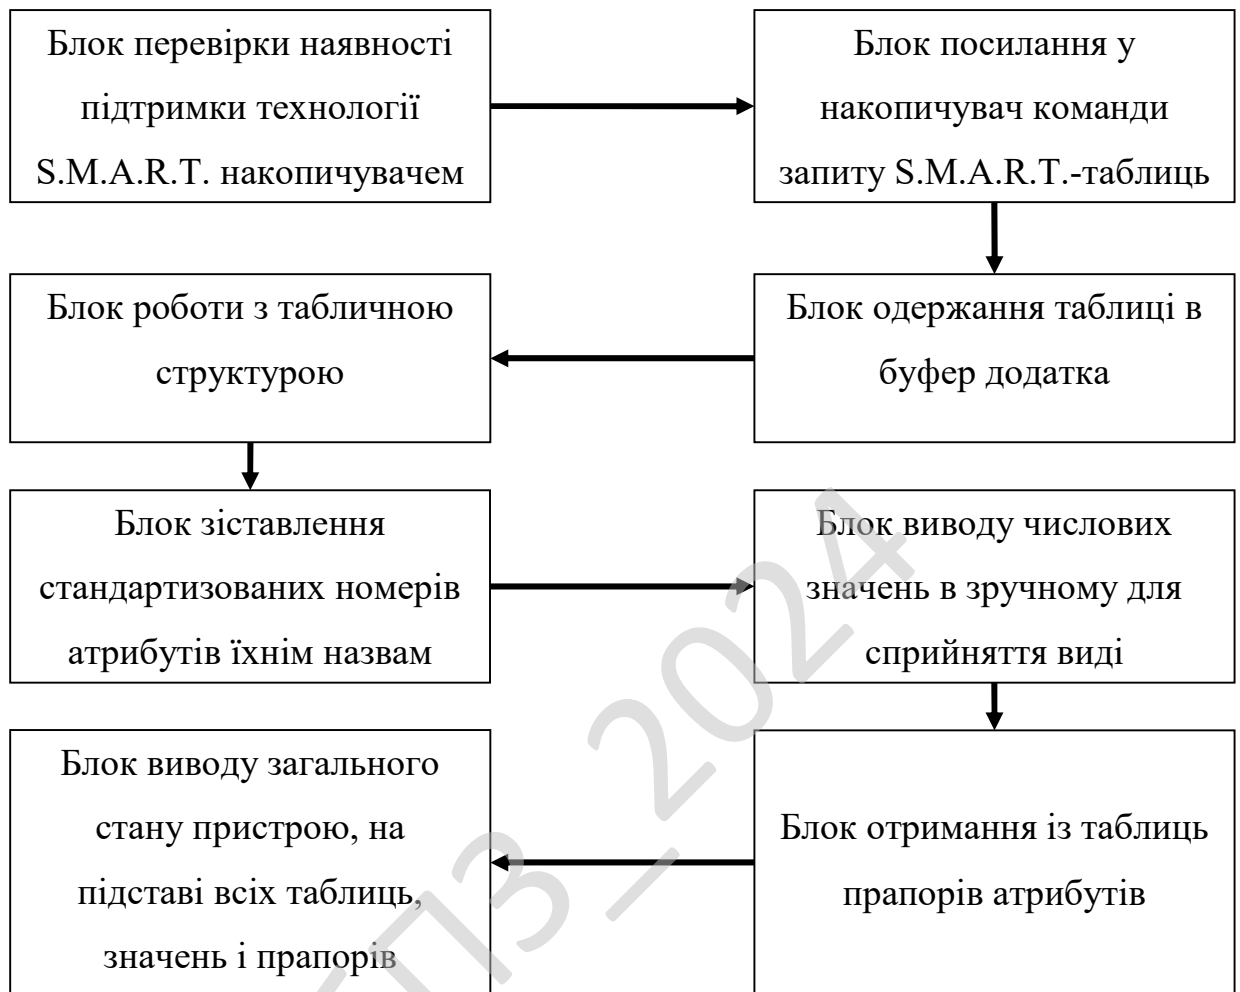 Блок перевірки наявності
підтримки технології
S.M.A.R.T. накопичувачем
Блок посилання у
накопичувач команди
запиту S.M.A.R.T.-таблиць
Блок одержання таблиці в
буфер додатка
Блок роботи з табличною
структурою
Блок зіставлення
стандартизованих номерів
атрибутів їхнім назвам
Блок виводу числових
значень в зручному для
сприйняття виді
Блок отримання із таблиць
прапорів атрибутів
Блок виводу загального
стану пристрою, на
підставі всіх таблиць,
значень і прапорів
ПЗ_2024